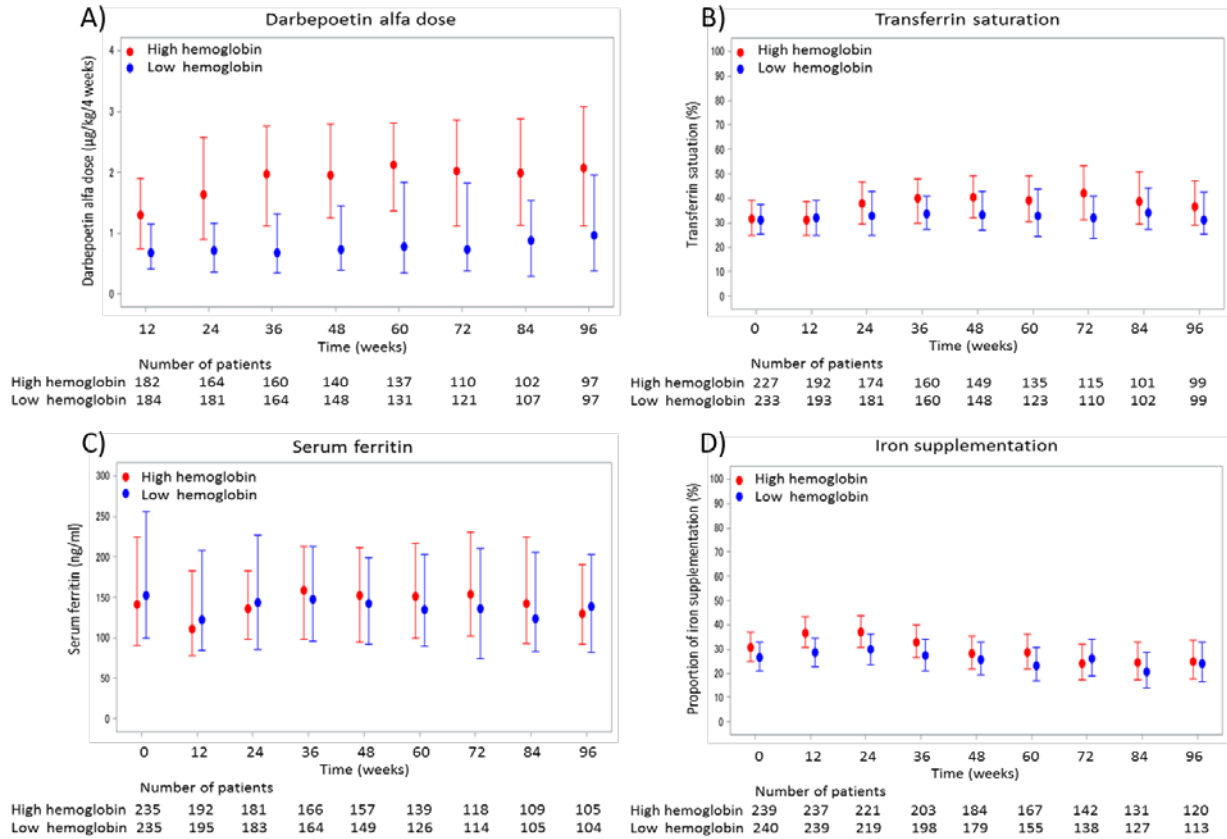 A) Darbepoetin alfa dose
High hemoglobin
Low hemoglobin
Darbepoetin alfa dose (μg/kg/4 weeks)
4
3
2
1
0
12 24 36 48 60 72 84 96
Time (weeks)
Number of patients
High hemoglobin 182 164 160 140 137 110 102 97
Low hemoglobin 184 181 164 148 131 121 107 97
B) Transferrin saturation
High hemoglobin
Low hemoglobin
Transferrin satuation (%)
100
90
80
70
60
50
40
30
20
10
0
0 12 24 36 48 60 72 84 96
Time (weeks)
Number of patients
High hemoglobin 227 192 174 160 149 135 115 101 99
Low hemoglobin 233 193 181 160 148 123 110 102 99
C) Serum ferritin
High hemoglobin
Low hemoglobin
Serum ferritin (ng/ml)
300
250
200
150
100
50
0
0 12 24 36 48 60 72 84 96
Time (weeks)
Number of patients
High hemoglobin 235 192 181 166 157 139 118 109 105
Low hemoglobin 235 195 183 164 149 126 114 105 104
D) Iron supplementation
High hemoglobin
Low hemoglobin
Proportion of iron supplementation (%)
100
90
80
70
60
50
40
30
20
10
0
0 12 24 36 48 60 72 84 96
Time (weeks)
Number of patients
High hemoglobin 239 237 221 203 184 167 142 131 120
Low hemoglobin 240 239 219 198 179 155 138 127 113